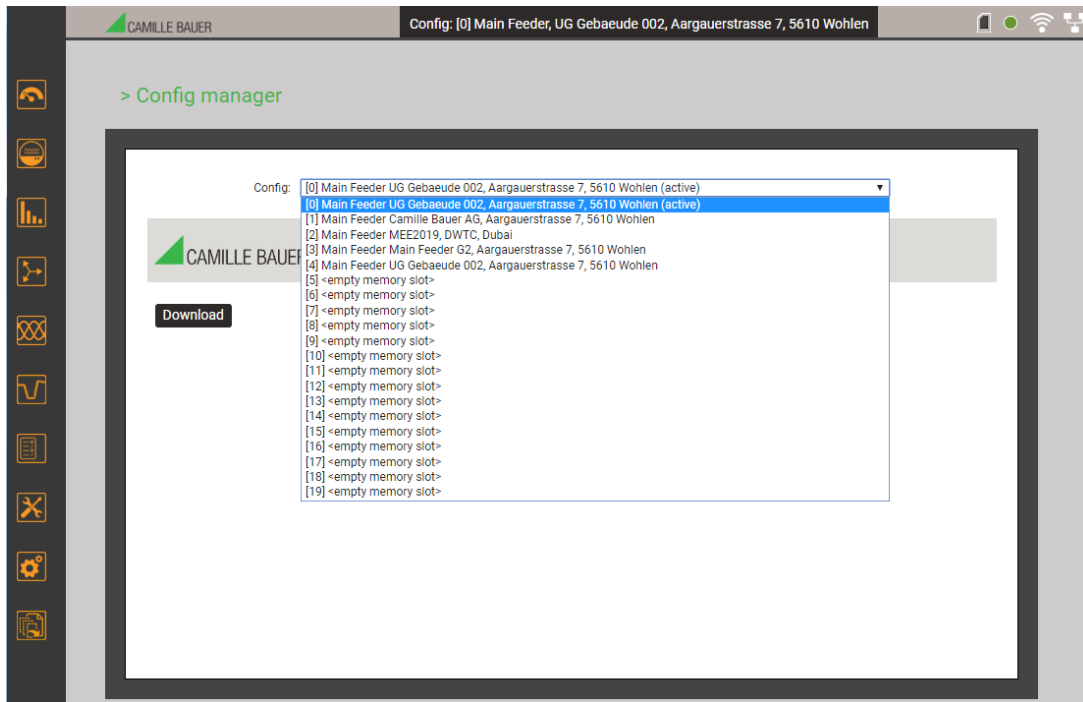 CAMILLE BAUER
Config: [0] Main Feeder, UG Gebaeude 002, Aargauerstrasse 7, 5610 Wohlen
> Config manager
Config:
[0] Main Feeder UG Gebaeude 002, Aargauerstrasse 7, 5610 Wohlen (active)
[0] Main Feeder UG Gebaeude 002, Aargauerstrasse 7, 5610 Wohlen (active)
[1] Main Feeder Camille Bauer AG, Aargauerstrasse 7, 5610 Wohlen
[2] Main Feeder MEE2019, DWTC, Dubai
[3] Main Feeder Main Feeder G2, Aargauerstrasse 7, 5610 Wohlen
[4] Main Feeder UG Gebaeude 002, Aargauerstrasse 7, 5610 Wohlen
[5] <empty memory slot>
[6] <empty memory slot>
[7] <empty memory slot>
[8] <empty memory slot>
[9] <empty memory slot>
[10] <empty memory slot>
[11] <empty memory slot>
[12] <empty memory slot>
[13] <empty memory slot>
[14] <empty memory slot>
[15] <empty memory slot>
[16] <empty memory slot>
[17] <empty memory slot>
[18] <empty memory slot>
[19] <empty memory slot>
CAMILLE BAUER
Download